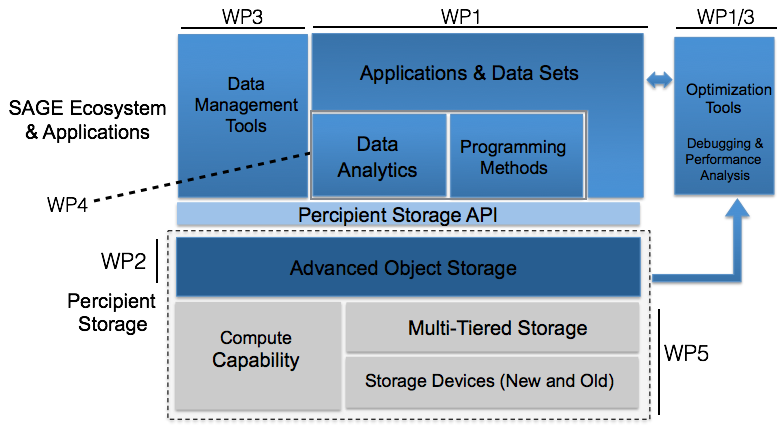 WP3
WP1
WP1/3
SAGE Ecosystem
& Applications
Data
Management
Tools
Applications & Data Sets
Data
Analytics
Programming
Methods
Optimization
Tools
Debugging &
Performance
Analysis
WP4
Percipient Storage API
WP2
Advanced Object Storage
Percipient
Storage
Compute
Capability
Multi-Tiered Storage
Storage Devices (New and Old)
WP5